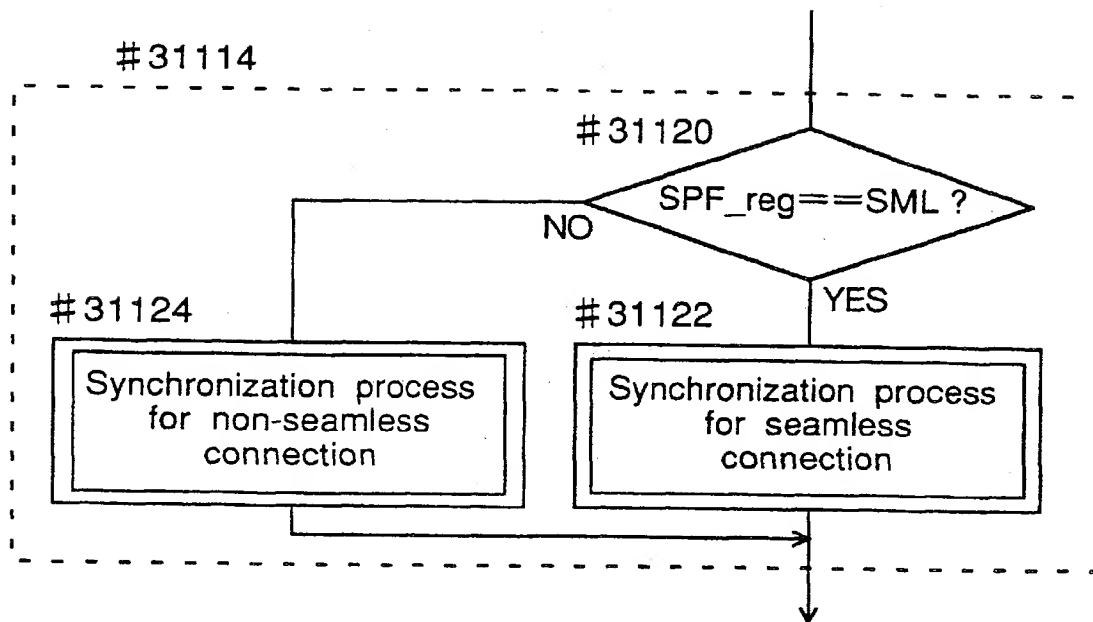 #31114
#31120
SPF_reg==SML ?
NO
YES
#31124
#31122
Synchronization process
for non-seamless
connection
Synchronization process
for seamless
connection